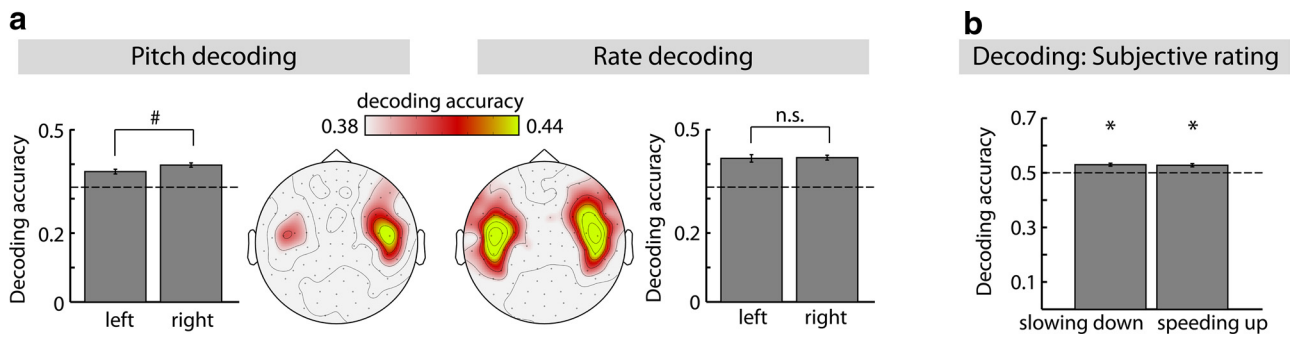 a
Pitch decoding
Rate decoding
decoding accuracy
0.38
0.44
Decoding accuracy
0.5
0.2
0
#
left
right
Decoding accuracy
0.5
0.2
0
n.s.
left
right
b
Decoding: Subjective rating
Decoding accuracy
0.7
0.5
0.3
0.1
*
*
slowing down
speeding up